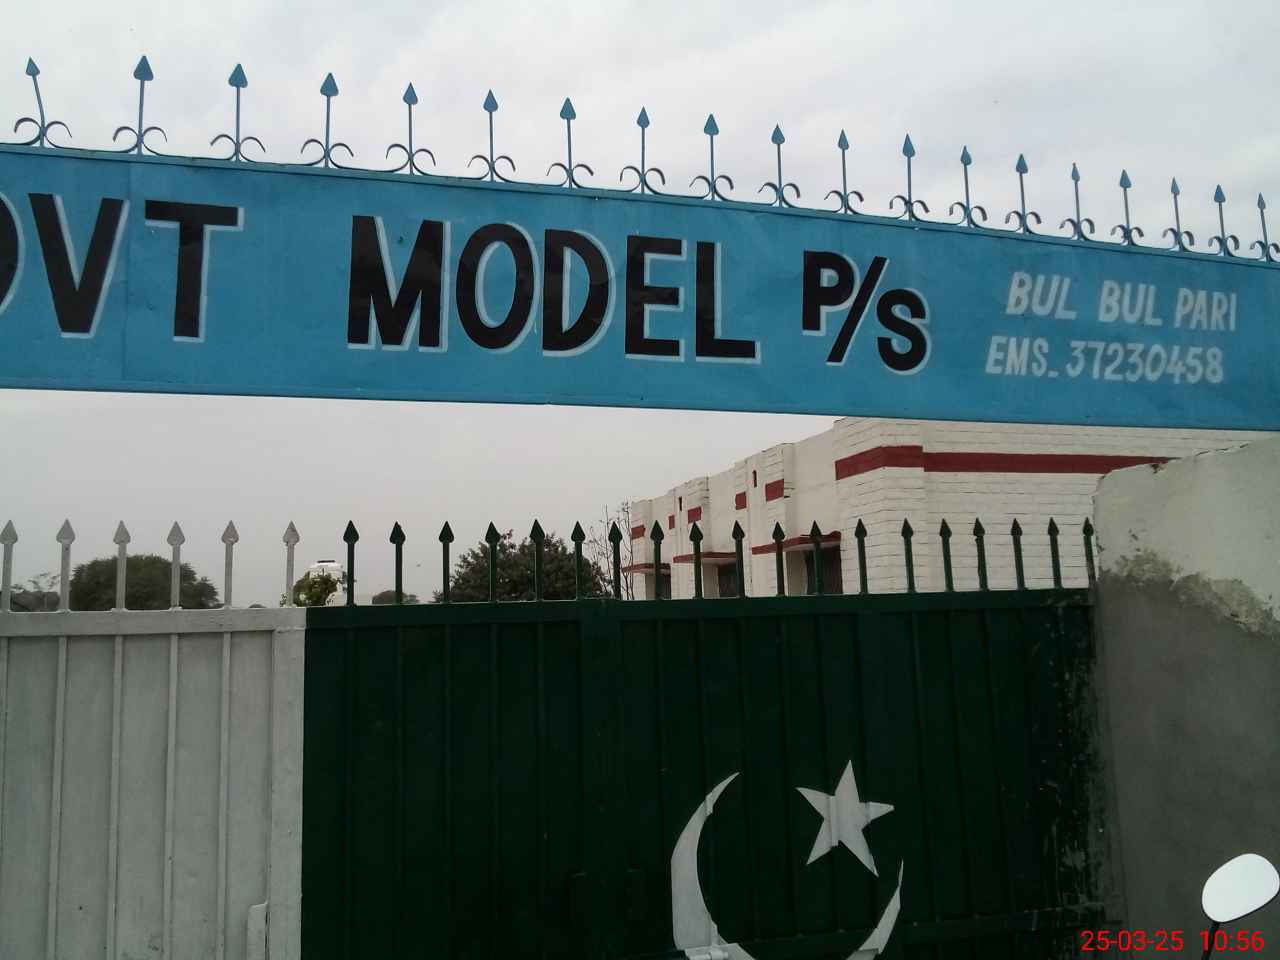 OVT MODEL P/S
BUL BUL PARI
EMS_37230458
25-03-25 10:56